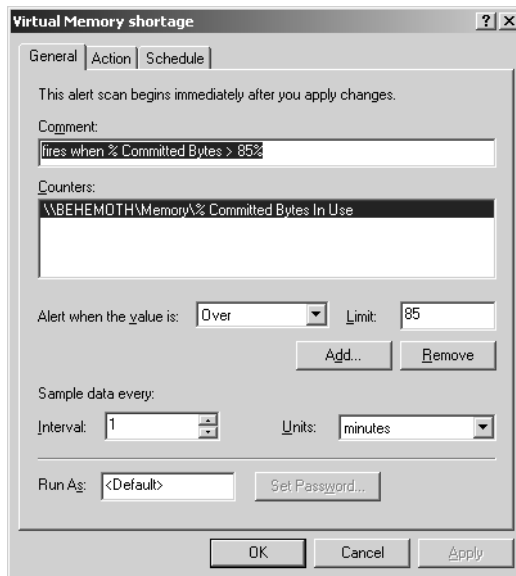 Virtual Memory shortage
General Action Schedule
This alert scan begins immediately after you apply changes.
Comment:
fires when % Committed Bytes > 85%
Counters:
\\BEHEMOTH\Memory\% Committed Bytes In Use
Alert when the value is: Over Limit: 85
Add... Remove
Sample data every:
Interval: 1 Units: minutes
Run As: <Default> Set Password...
OK Cancel Apply